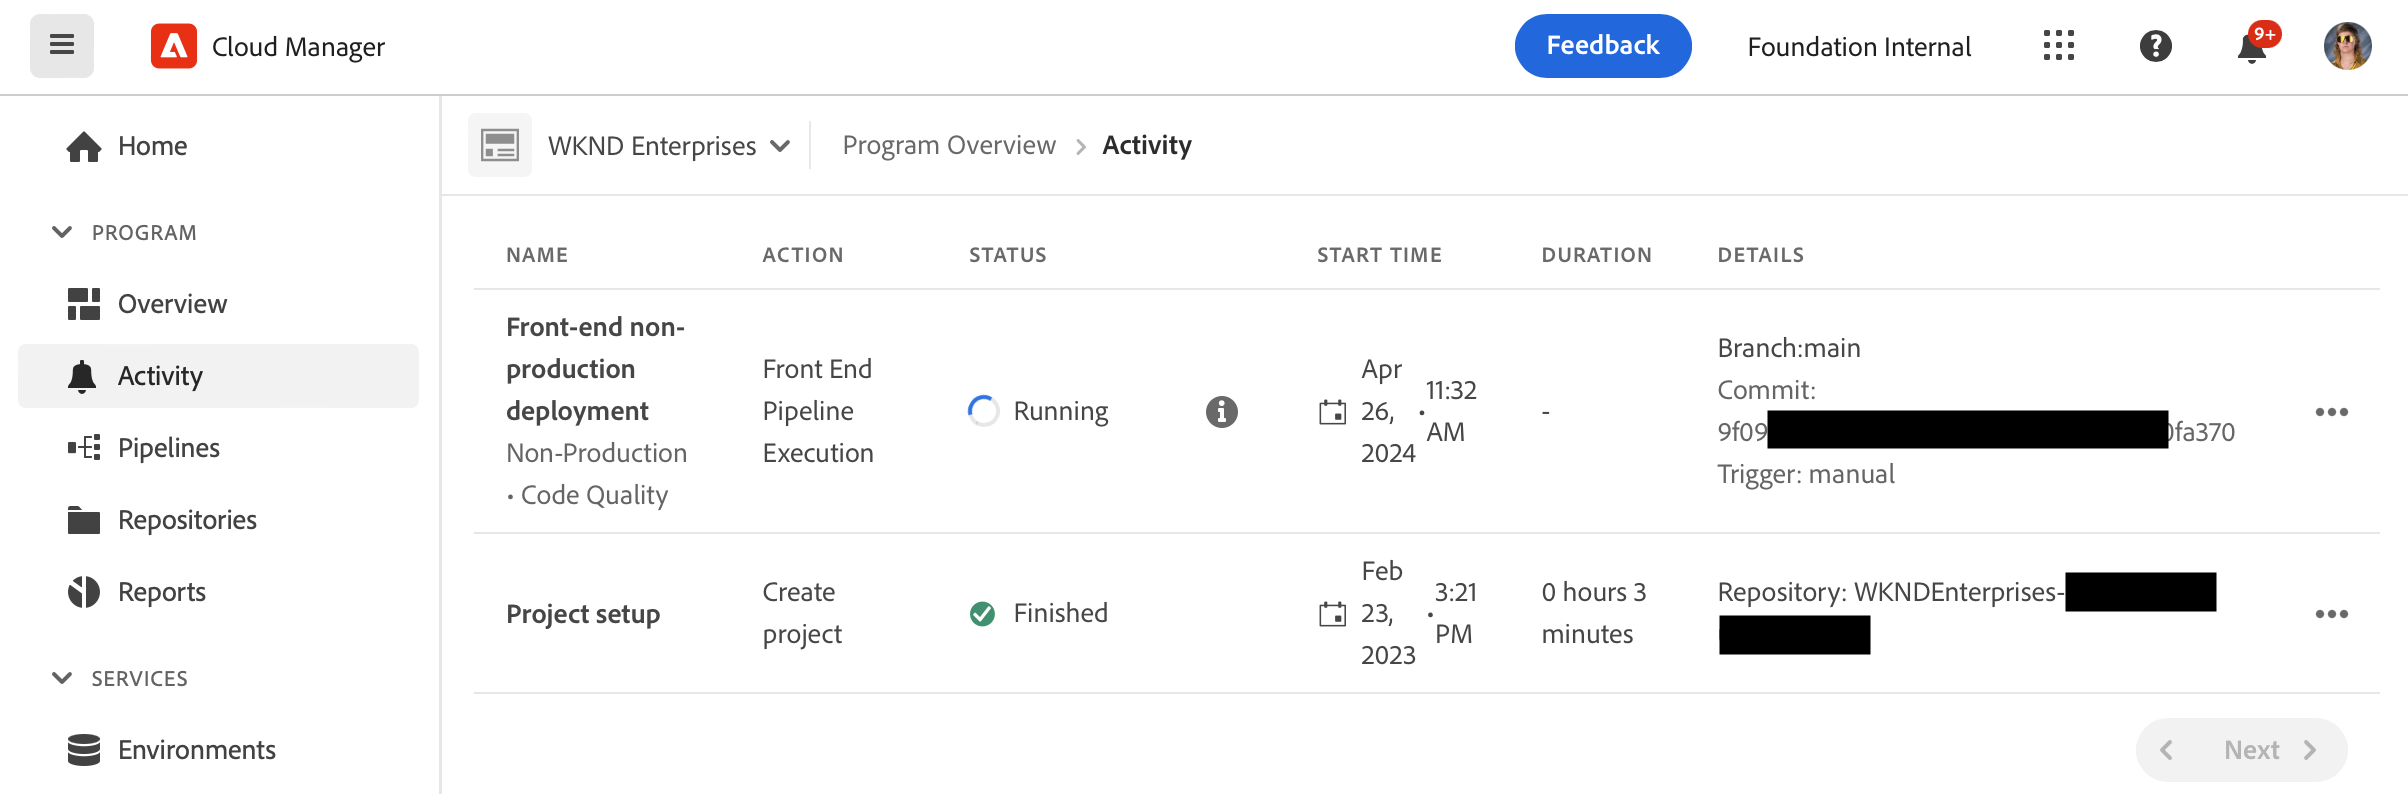 Cloud Manager
Feedback
Foundation Internal
9+
Home
PROGRAM
Overview
Activity
Pipelines
Repositories
Reports
SERVICES
Environments
WKND Enterprises
Program Overview > Activity
NAME ACTION STATUS START TIME DURATION DETAILS
Front-end non-
production
deployment
Non-Production
• Code Quality
Front End
Pipeline
Execution
Running
Apr
26,
2024
• 11:32
AM
-
Branch:main
Commit:
9f09 fa370
Trigger: manual
Project setup
Create
project
Finished
Feb
23,
2023
• 3:21
PM
0 hours 3
minutes
Repository: WKNDEnterprises-
Next